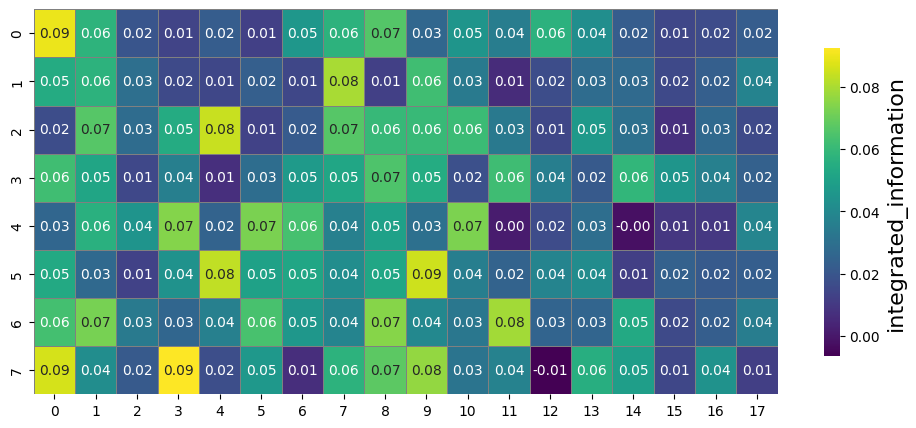 0 0.09 0.06 0.02 0.01 0.02 0.01 0.05 0.06 0.07 0.03 0.05 0.04 0.06 0.04 0.02 0.01 0.02 0.02
1 0.05 0.06 0.03 0.02 0.01 0.02 0.01 0.08 0.01 0.06 0.03 0.01 0.02 0.03 0.03 0.02 0.02 0.04
2 0.02 0.07 0.03 0.05 0.08 0.01 0.02 0.07 0.06 0.06 0.06 0.03 0.01 0.05 0.03 0.01 0.03 0.02
3 0.06 0.05 0.01 0.04 0.01 0.03 0.05 0.05 0.07 0.05 0.02 0.06 0.04 0.02 0.06 0.05 0.04 0.02
4 0.03 0.06 0.04 0.07 0.02 0.07 0.06 0.04 0.05 0.03 0.07 0.00 0.02 0.03 -0.00 0.01 0.01 0.04
5 0.05 0.03 0.01 0.04 0.08 0.05 0.05 0.04 0.05 0.09 0.04 0.02 0.04 0.04 0.01 0.02 0.02 0.02
6 0.06 0.07 0.03 0.03 0.04 0.06 0.05 0.04 0.07 0.04 0.03 0.08 0.03 0.03 0.05 0.02 0.02 0.04
7 0.09 0.04 0.02 0.09 0.02 0.05 0.01 0.06 0.07 0.08 0.03 0.04 -0.01 0.06 0.05 0.01 0.04 0.01
0 1 2 3 4 5 6 7 8 9 10 11 12 13 14 15 16 17
0.08
0.06
0.04
0.02
0.00
integrated_information